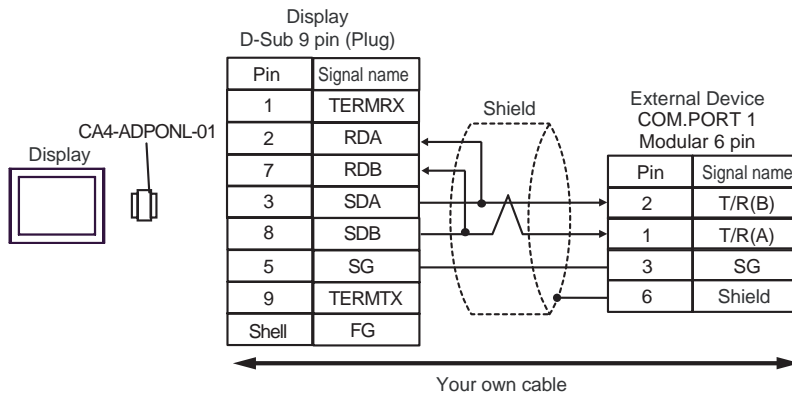 Display
D-Sub 9 pin (Plug)
Pin Signal name
1 TERMRX
2 RDA
7 RDB
3 SDA
8 SDB
5 SG
9 TERMTX
Shell FG
CA4-ADPONL-01
Display
Shield
External Device
COM.PORT 1
Modular 6 pin
Pin Signal name
2 T/R(B)
1 T/R(A)
3 SG
6 Shield
Your own cable